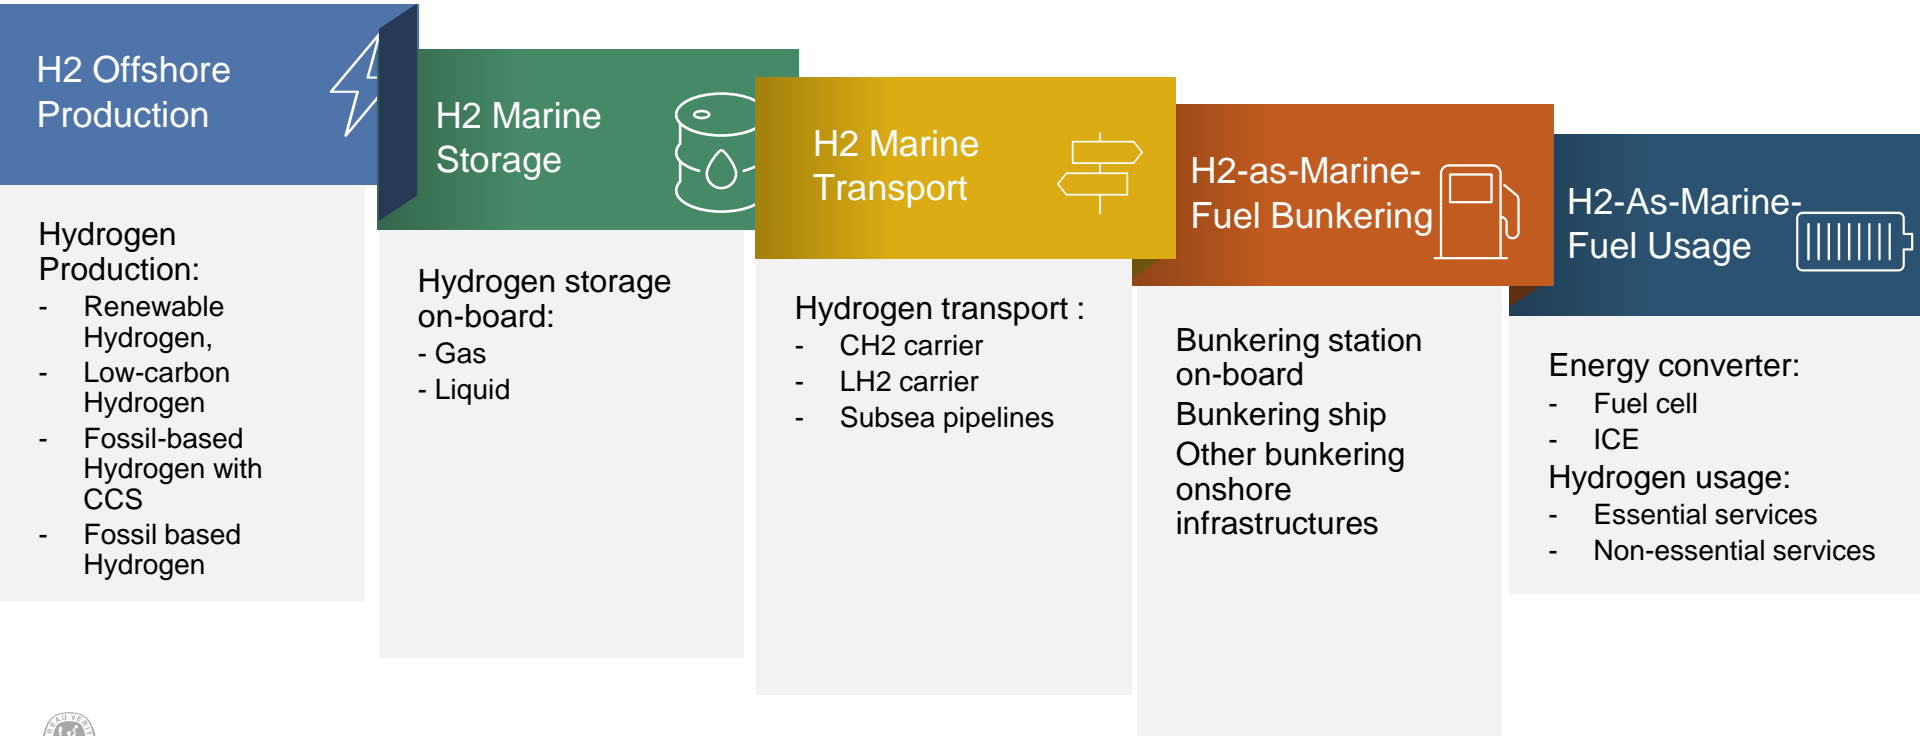 H2 Offshore
Production
Hydrogen
Production:
- Renewable
Hydrogen,
- Low-carbon
Hydrogen
- Fossil-based
Hydrogen with
CCS
- Fossil based
Hydrogen
H2 Marine
Storage
Hydrogen storage
on-board:
- Gas
- Liquid
H2 Marine
Transport
Hydrogen transport :
- CH2 carrier
- LH2 carrier
- Subsea pipelines
H2-as-Marine-
Fuel Bunkering
Bunkering station
on-board
Bunkering ship
Other bunkering
onshore
infrastructures
H2-As-Marine-
Fuel Usage
Energy converter:
- Fuel cell
- ICE
Hydrogen usage:
- Essential services
- Non-essential services